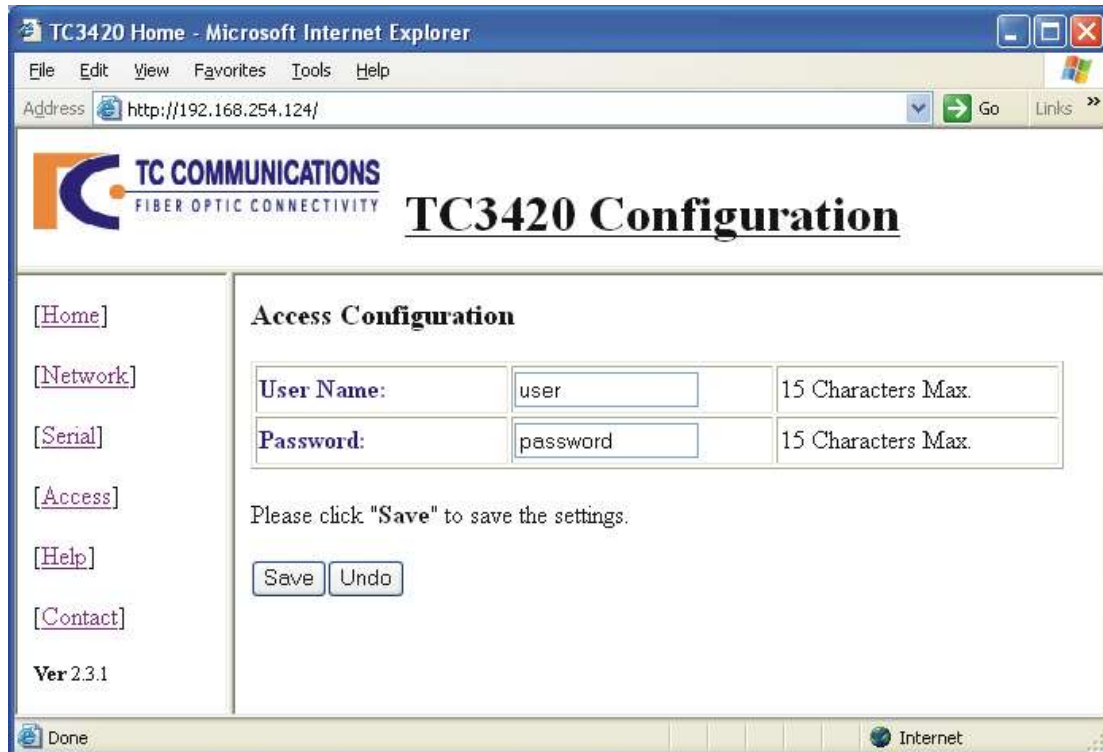 TC3420 Home - Microsoft Internet Explorer
File Edit View Favorites Tools Help
Address http://192.168.254.124/ Go Links »
TC COMMUNICATIONS
FIBER OPTIC CONNECTIVITY
TC3420 Configuration
[Home]
[Network]
[Serial]
[Access]
[Help]
[Contact]
Ver 2.3.1
Access Configuration
User Name: user 15 Characters Max.
Password: password 15 Characters Max.
Please click "Save" to save the settings.
Save Undo
Done Internet